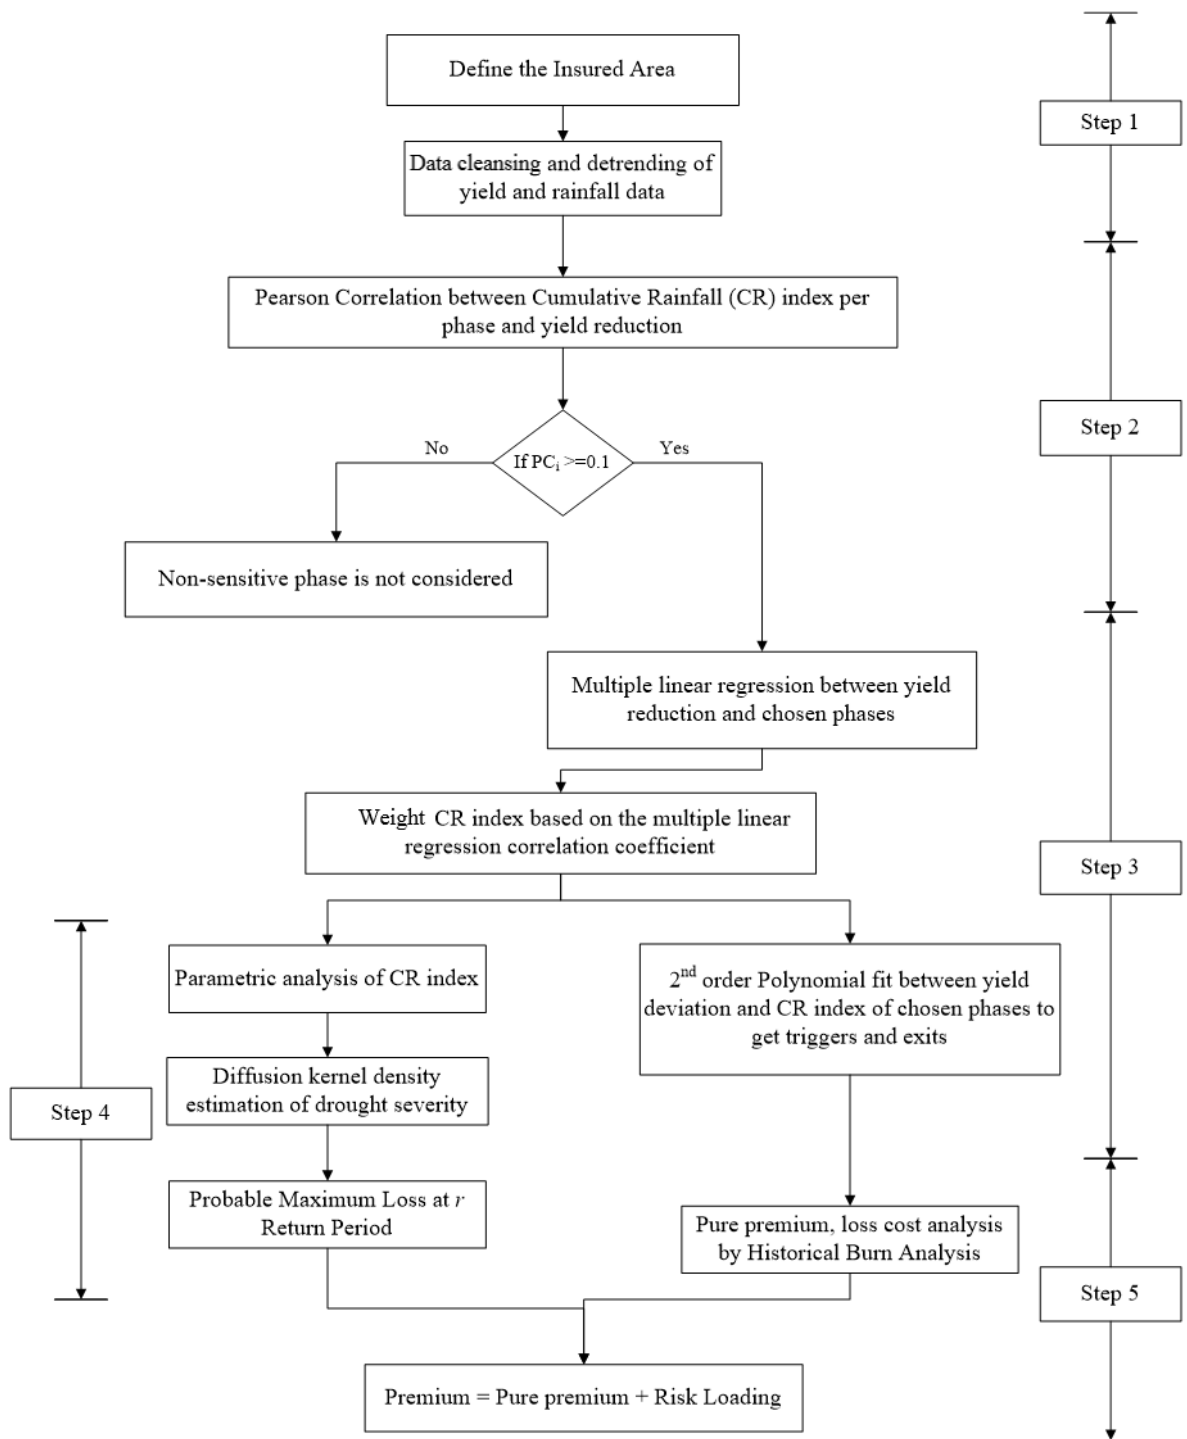 Define the Insured Area
Step 1
Data cleansing and detrending of
yield and rainfall data
Pearson Correlation between Cumulative Rainfall (CR) index per
phase and yield reduction
Step 2
No
If PCi >=0.1
Yes
Non-sensitive phase is not considered
Multiple linear regression between yield
reduction and chosen phases
Weight CR index based on the multiple linear
regression correlation coefficient
Step 3
Parametric analysis of CR index
2nd order Polynomial fit between yield
deviation and CR index of chosen phases to
get triggers and exits
Diffusion kernel density
estimation of drought severity
Step 4
Probable Maximum Loss at r
Return Period
Pure premium, loss cost analysis
by Historical Burn Analysis
Step 5
Premium = Pure premium + Risk Loading